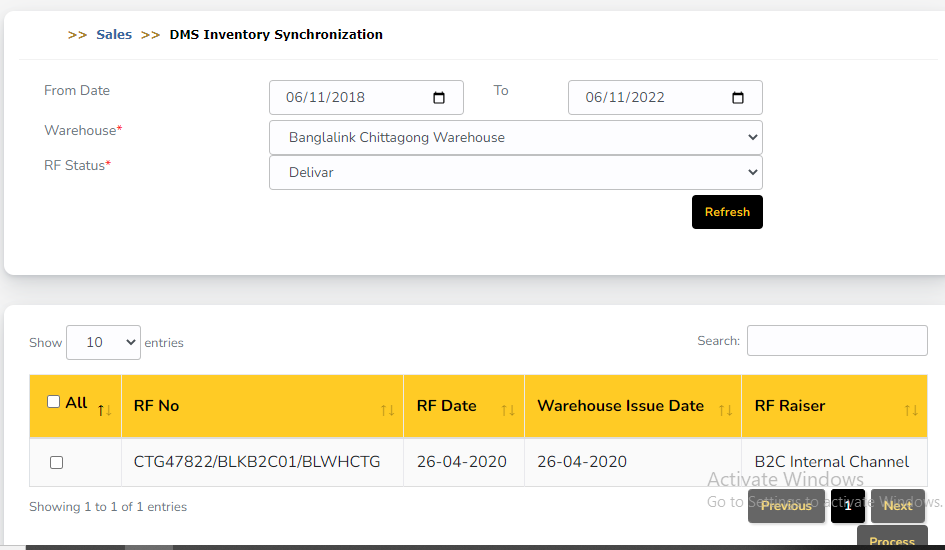 >> Sales >> DMS Inventory Synchronization
From Date 06/11/2018 To 06/11/2022
Warehouse* Banglalink Chittagong Warehouse
RF Status* Delivar
Refresh
Show 10 entries Search:
All RF No RF Date Warehouse Issue Date RF Raiser
CTG47822/BLKB2C01/BLWHCTG 26-04-2020 26-04-2020 B2C Internal Channel
Activate Windows
Go to Settings to activate Windows.
Showing 1 to 1 of 1 entries Previous 1 Next
Process